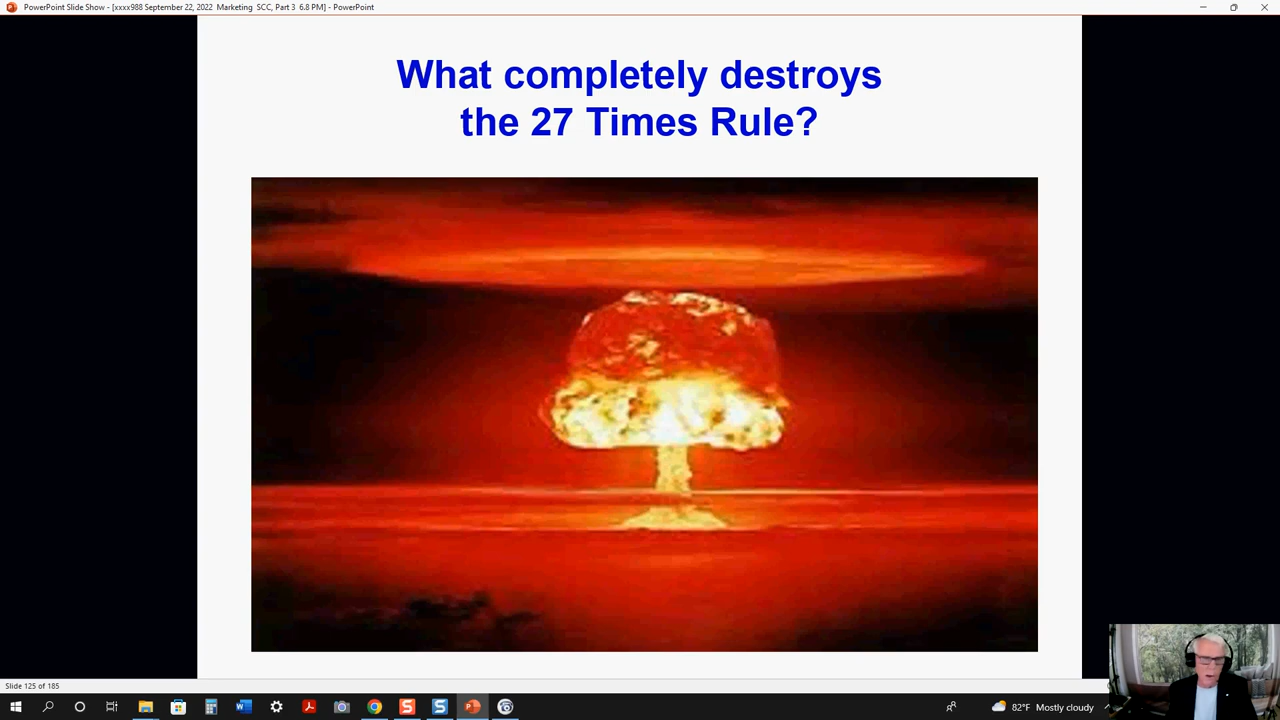 PowerPoint Slide Show - [xxxx988 September 22, 2022 Marketing SCC, Part 3 6.8 PM] - PowerPoint
What completely destroys
the 27 Times Rule?
Slide 125 of 185
82°F Mostly cloudy